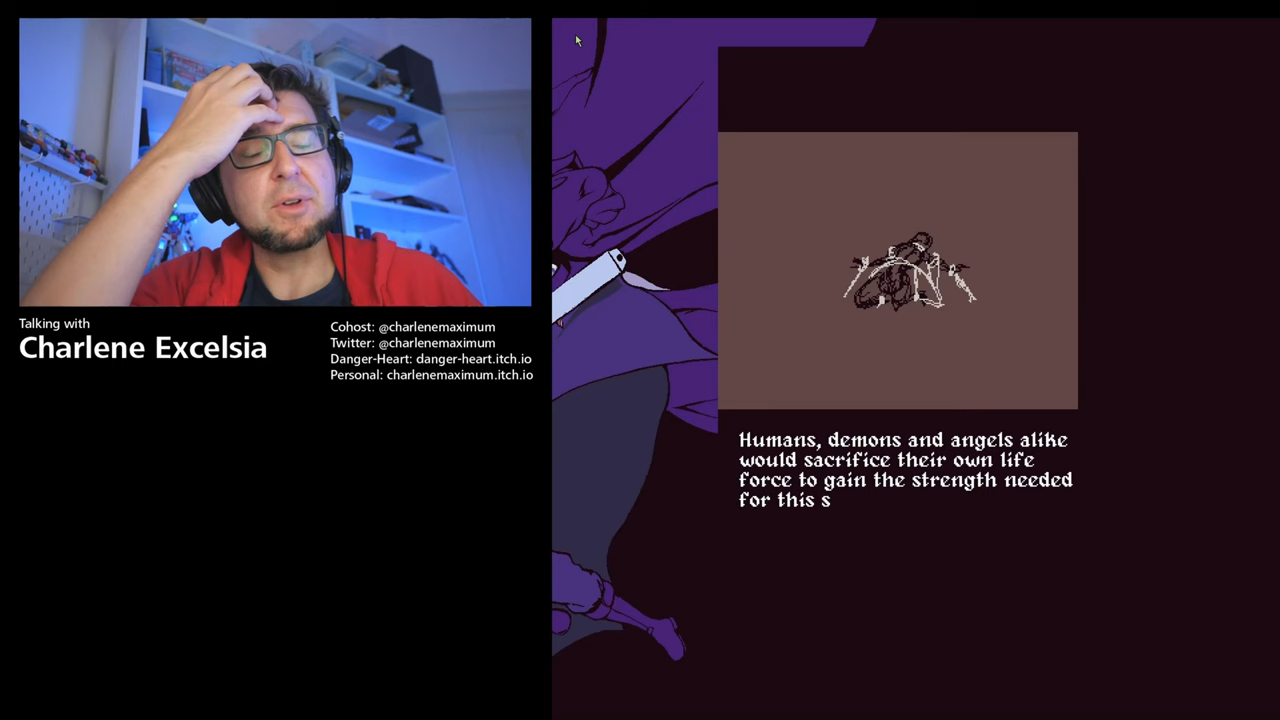 Talking with
Charlene Excelsia
Cohost: @charlenemaximum
Twitter: @charlenemaximum
Danger-Heart: danger-heart.itch.io
Personal: charlenemaximum.itch.io
Humans, demons and angels alike
would sacrifice their own life
force to gain the strength needed
for this s